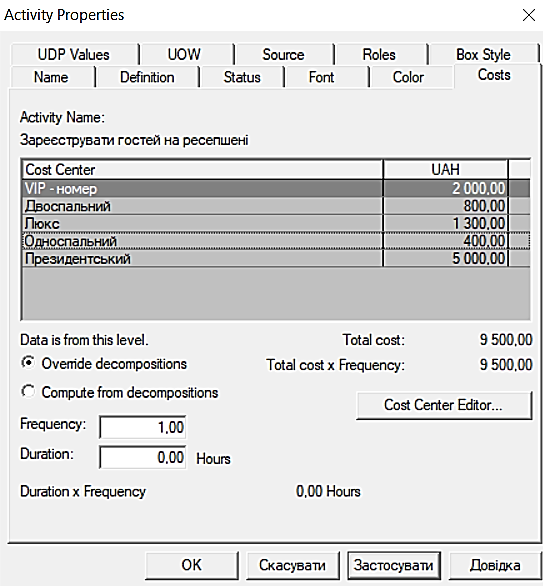 Activity Properties
UDP Values UOW Source Roles Box Style
Name Definition Status Font Color Costs
Activity Name:
Зареєструвати гостей на ресепшені
Cost Center UAH
VIP - номер 2 000,00
Двоспальний 800,00
Люкс 1 300,00
Односпальний 400,00
Президентський 5 000,00
Data is from this level. Total cost: 9 500,00
Override decompositions Total cost x Frequency: 9 500,00
Compute from decompositions
Cost Center Editor...
Frequency: 1,00
Duration: 0,00 Hours
Duration x Frequency 0,00 Hours
OK Скасувати Застосувати Довідка